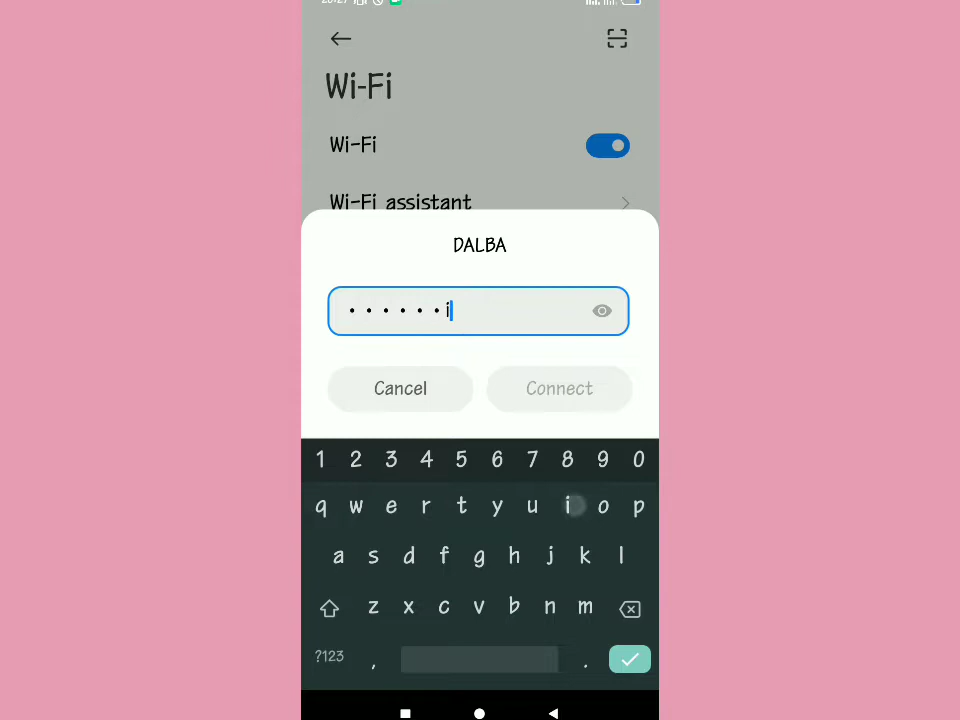 Wi-Fi
Wi-Fi
Wi-Fi assistant
DALBA
• • • • • • i
Cancel Connect
1 2 3 4 5 6 7 8 9 0
q w e r t y u i o p
a s d f g h j k l
z x c v b n m
?123 , .